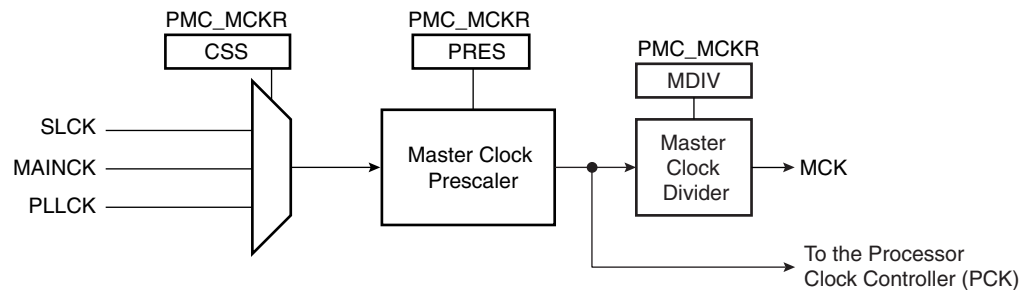 PMC_MCKR
CSS
PMC_MCKR
PRES
PMC_MCKR
MDIV
SLCK
MAINCK
PLLCK
Master Clock
Prescaler
Master
Clock
Divider
MCK
To the Processor
Clock Controller (PCK)